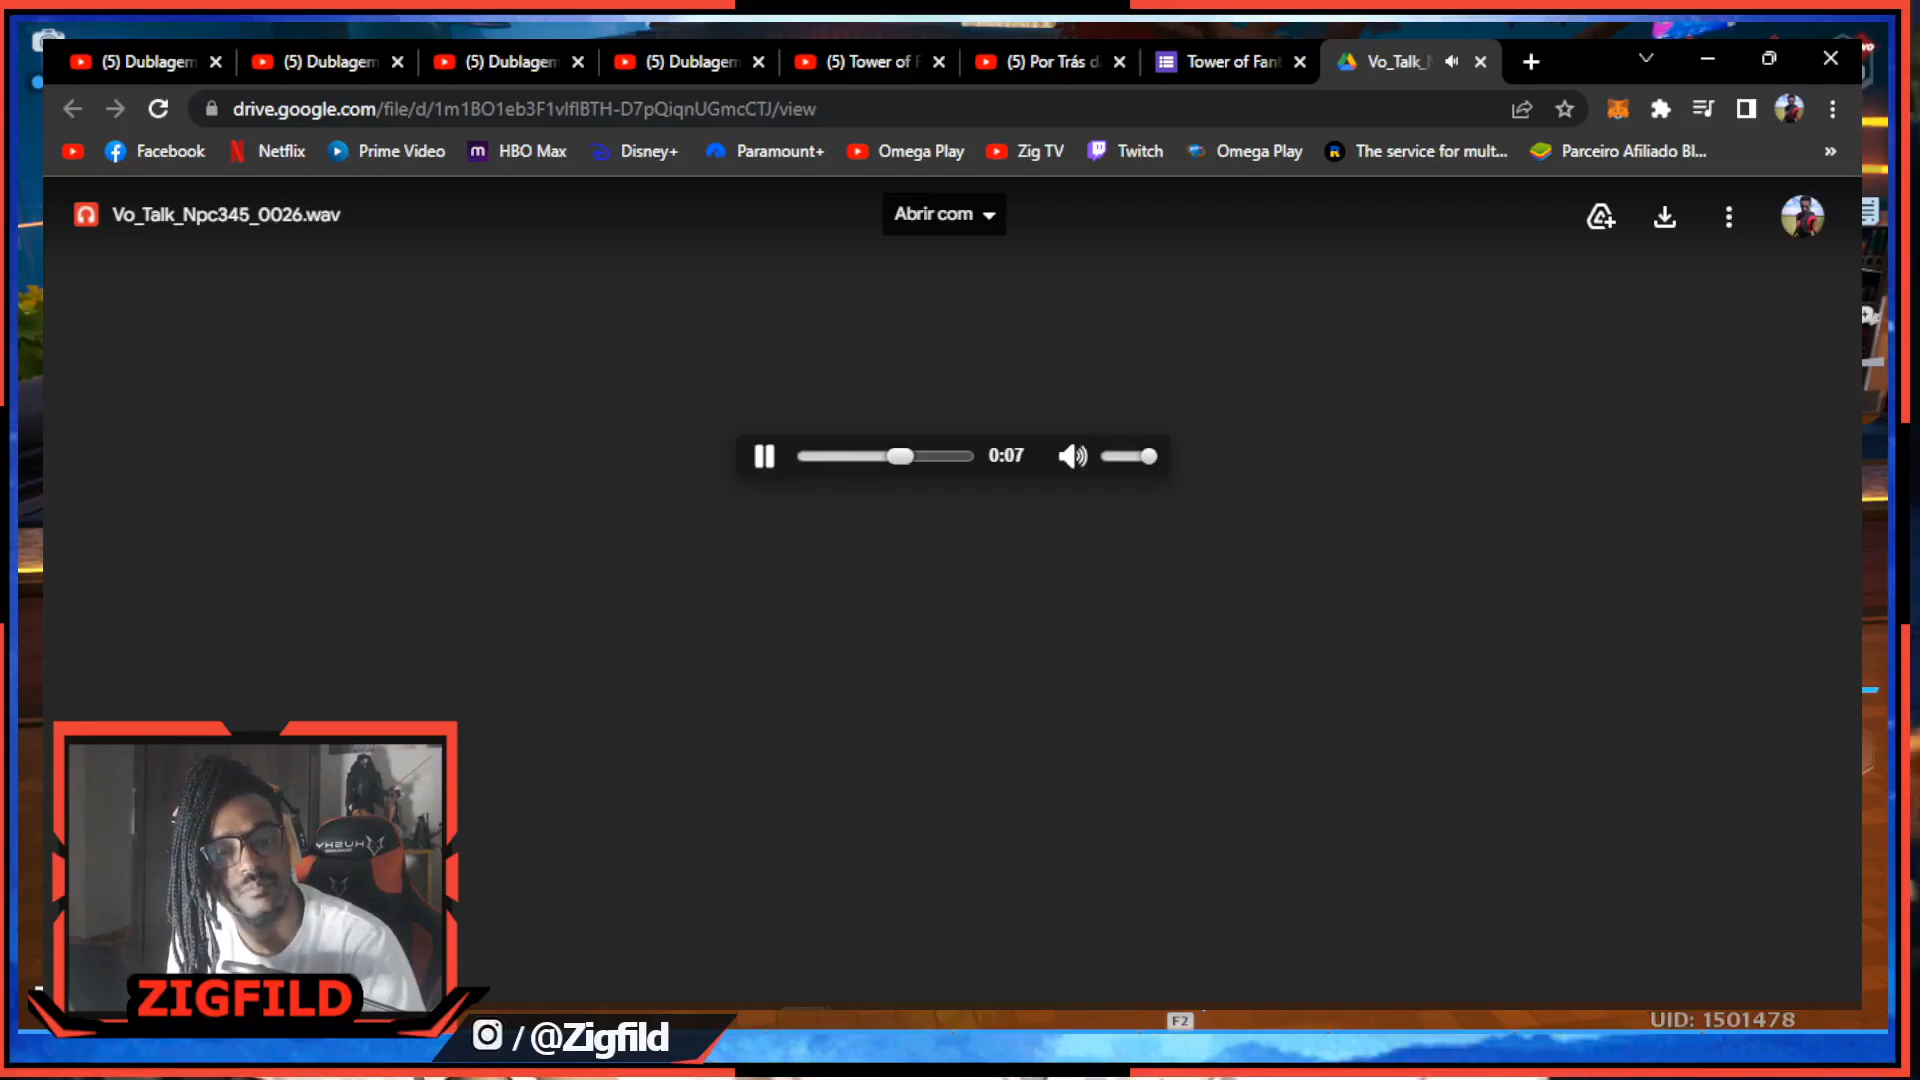 (5) Dublagem (5) Dublagem (5) Dublagem (5) Dublagem (5) Tower of F (5) Por Trás d Tower of Fant Vo_Talk_N
drive.google.com/file/d/1m1BO1eb3F1vlflBTH-D7pQiqnUGmcCTJ/view
Facebook Netflix Prime Video HBO Max Disney+ Paramount+ Omega Play Zig TV Twitch Omega Play The service for mult... Parceiro Afiliado Bl... »
Vo_Talk_Npc345_0026.wav Abrir com
0:07
HUSKY
ZIGFILD
/ @Zigfild
F2 UID: 1501478